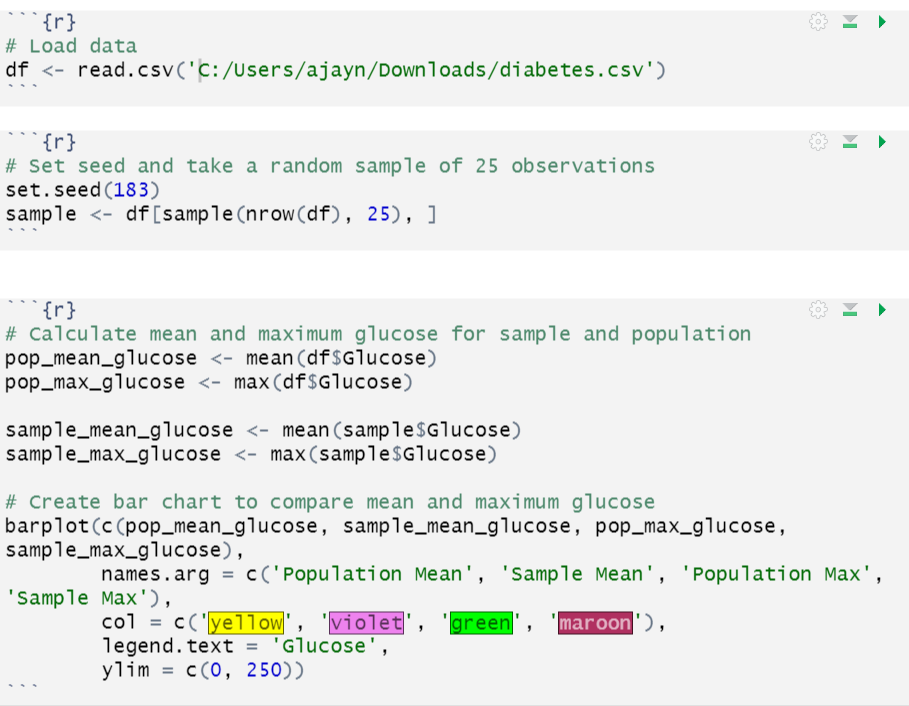 ```{r}
# Load data
df <- read.csv('C:/Users/ajayn/Downloads/diabetes.csv')
```
```{r}
# Set seed and take a random sample of 25 observations
set.seed(183)
sample <- df[sample(nrow(df), 25), ]
```
```{r}
# Calculate mean and maximum glucose for sample and population
pop_mean_glucose <- mean(df$Glucose)
pop_max_glucose <- max(df$Glucose)
sample_mean_glucose <- mean(sample$Glucose)
sample_max_glucose <- max(sample$Glucose)
# Create bar chart to compare mean and maximum glucose
barplot(c(pop_mean_glucose, sample_mean_glucose, pop_max_glucose,
sample_max_glucose),
        names.arg = c('Population Mean', 'Sample Mean', 'Population Max',
'Sample Max'),
        col = c('yellow', 'violet', 'green', 'maroon'),
        legend.text = 'Glucose',
        ylim = c(0, 250))
```